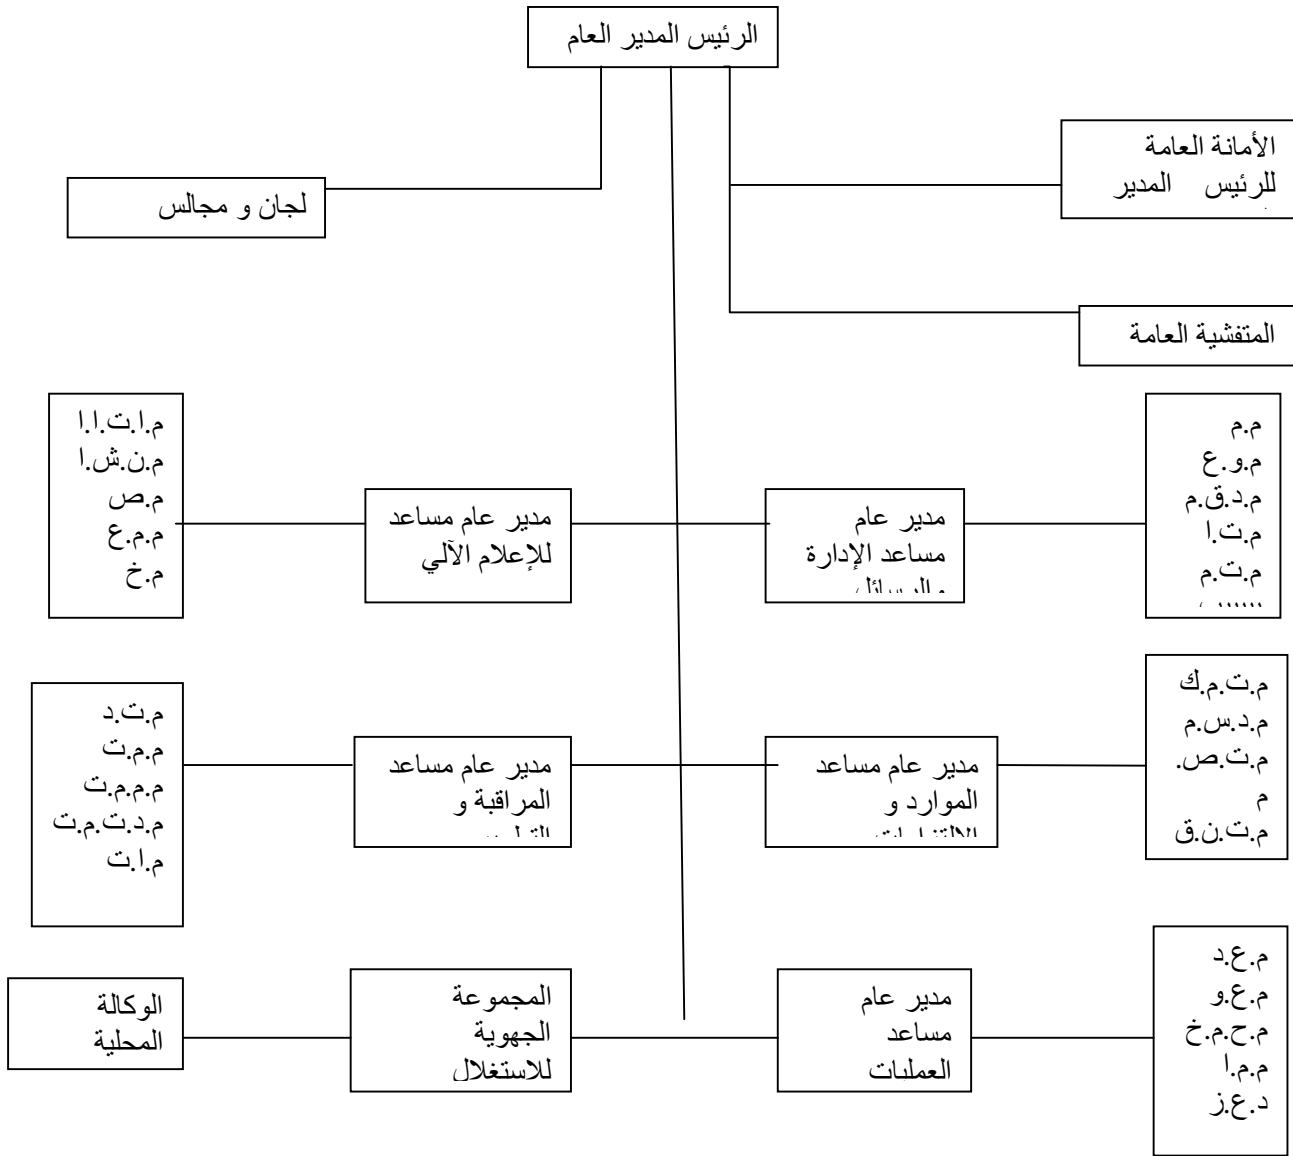 الرئيس المدير العام
الأمانة العامة
للرئيس المدير
لجان و مجالس
المتفشية العامة
م.م
م.و.ع
م.د.ق.م
م.ت.ا
م.ت.م
مدير عام
مساعد الإدارة
والرسائل
مدير عام مساعد
للإعلام الآلي
م.ا.ت.ا.ا
م.ن.ش.ا
م.ص
م.م.ع
م.خ
م.ت.م.ك
م.د.س.م
م.ت.ص.
م
م.ت.ن.ق
مدير عام مساعد
الموارد و
مدير عام مساعد
المراقبة و
م.ت.د
م.م.ت
م.م.م.ت
م.د.ت.م.ت
م.ا.ت
م.ع.د
م.ع.و
م.ح.م.خ
م.م.ا
د.ع.ز
مدير عام
مساعد
العمليات
المجموعة
الجهوية
للاستغلال
الوكالة
المحلية